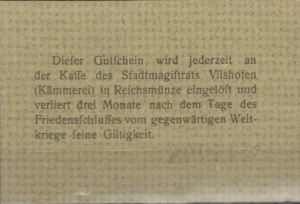 Dieſer Gutſchein wird jederzeit an
der Kaſſe des Stadtmagiſtrats Vilshofen
(Kämmerei) in Reichsmünze eingelöſt und
verliert drei Monate nach dem Tage des
Friedensſchluſſes vom gegenwärtigen Welt-
kriege ſeine Giltigkeit.